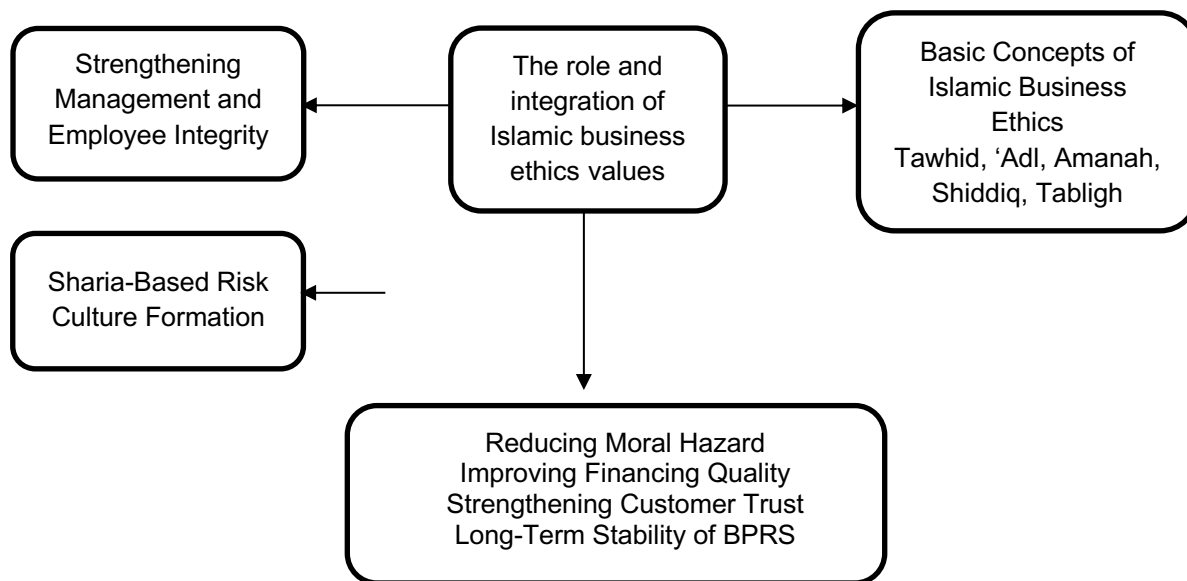 Strengthening
Management and
Employee Integrity
The role and
integration of
Islamic business
ethics values
Basic Concepts of
Islamic Business
Ethics
Tawhid, ‘Adl, Amanah,
Shiddiq, Tabligh
Sharia-Based Risk
Culture Formation
Reducing Moral Hazard
Improving Financing Quality
Strengthening Customer Trust
Long-Term Stability of BPRS